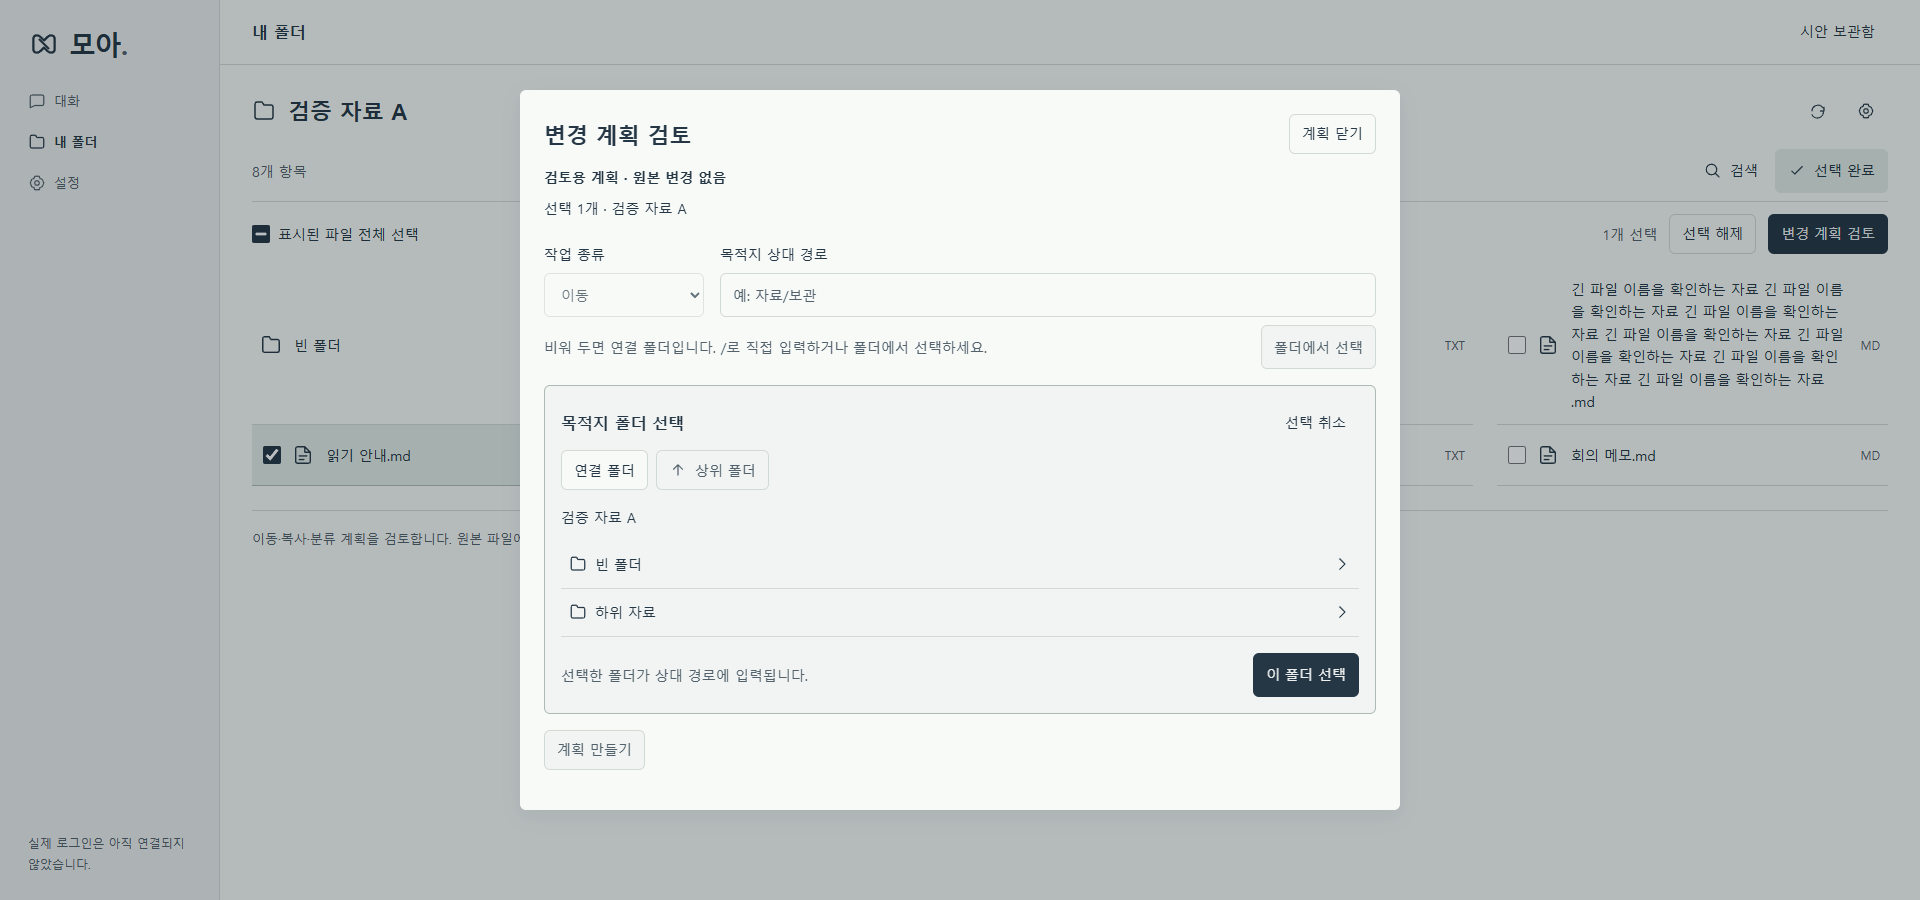 모아.
대화
내 폴더
설정
실제 로그인은 아직 연결되지
않았습니다.
내 폴더
시안 보관함
검증 자료 A
8개 항목
검색
선택 완료
표시된 파일 전체 선택
1개 선택
선택 해제
변경 계획 검토
빈 폴더
TXT
긴 파일 이름을 확인하는 자료 긴 파일 이름
을 확인하는 자료 긴 파일 이름을 확인하는
자료 긴 파일 이름을 확인하는 자료 긴 파일
이름을 확인하는 자료 긴 파일 이름을 확인
하는 자료 긴 파일 이름을 확인하는 자료
.md
MD
읽기 안내.md
TXT
회의 메모.md
MD
이동·복사·분류 계획을 검토합니다. 원본 파일
변경 계획 검토
계획 닫기
검토용 계획 · 원본 변경 없음
선택 1개 · 검증 자료 A
작업 종류
목적지 상대 경로
이동
예: 자료/보관
비워 두면 연결 폴더입니다. /로 직접 입력하거나 폴더에서 선택하세요.
폴더에서 선택
목적지 폴더 선택
선택 취소
연결 폴더
상위 폴더
검증 자료 A
빈 폴더
하위 자료
선택한 폴더가 상대 경로에 입력됩니다.
이 폴더 선택
계획 만들기